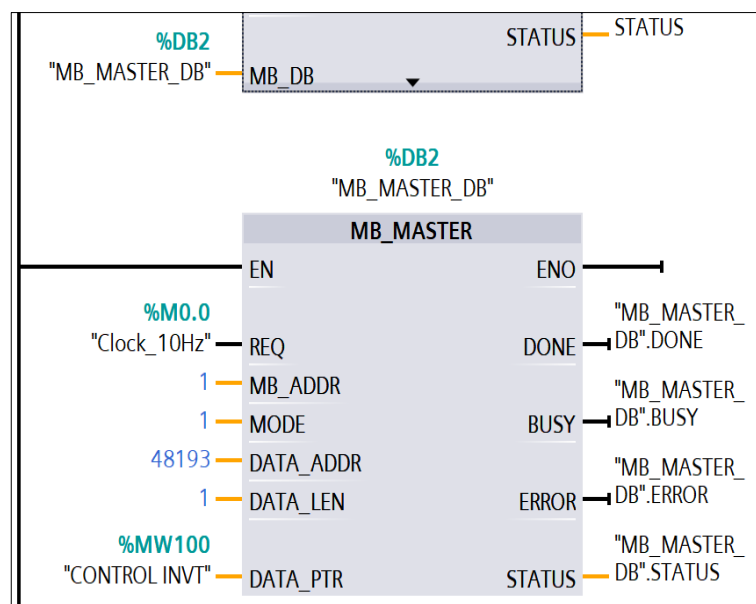 STATUS STATUS
%DB2
"MB_MASTER_DB" MB_DB
%DB2
"MB_MASTER_DB"
MB_MASTER
EN ENO
%M0.0
"Clock_10Hz" REQ
"MB_MASTER_
DONE DB".DONE
1 MB_ADDR
"MB_MASTER_
1 MODE BUSY DB".BUSY
48193 DATA_ADDR
"MB_MASTER_
1 DATA_LEN ERROR DB".ERROR
%MW100
"CONTROL INVT" DATA_PTR
"MB_MASTER_
STATUS DB".STATUS